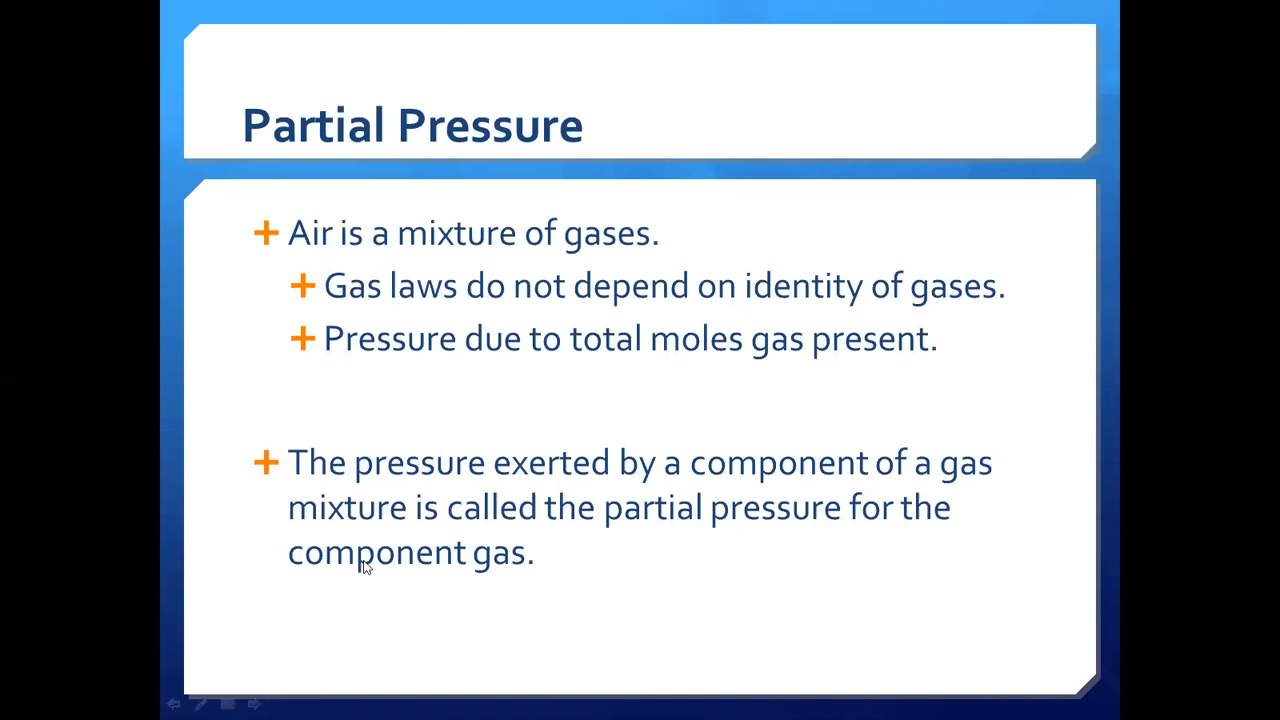 Partial Pressure
Air is a mixture of gases.
Gas laws do not depend on identity of gases.
Pressure due to total moles gas present.
The pressure exerted by a component of a gas
mixture is called the partial pressure for the
component gas.